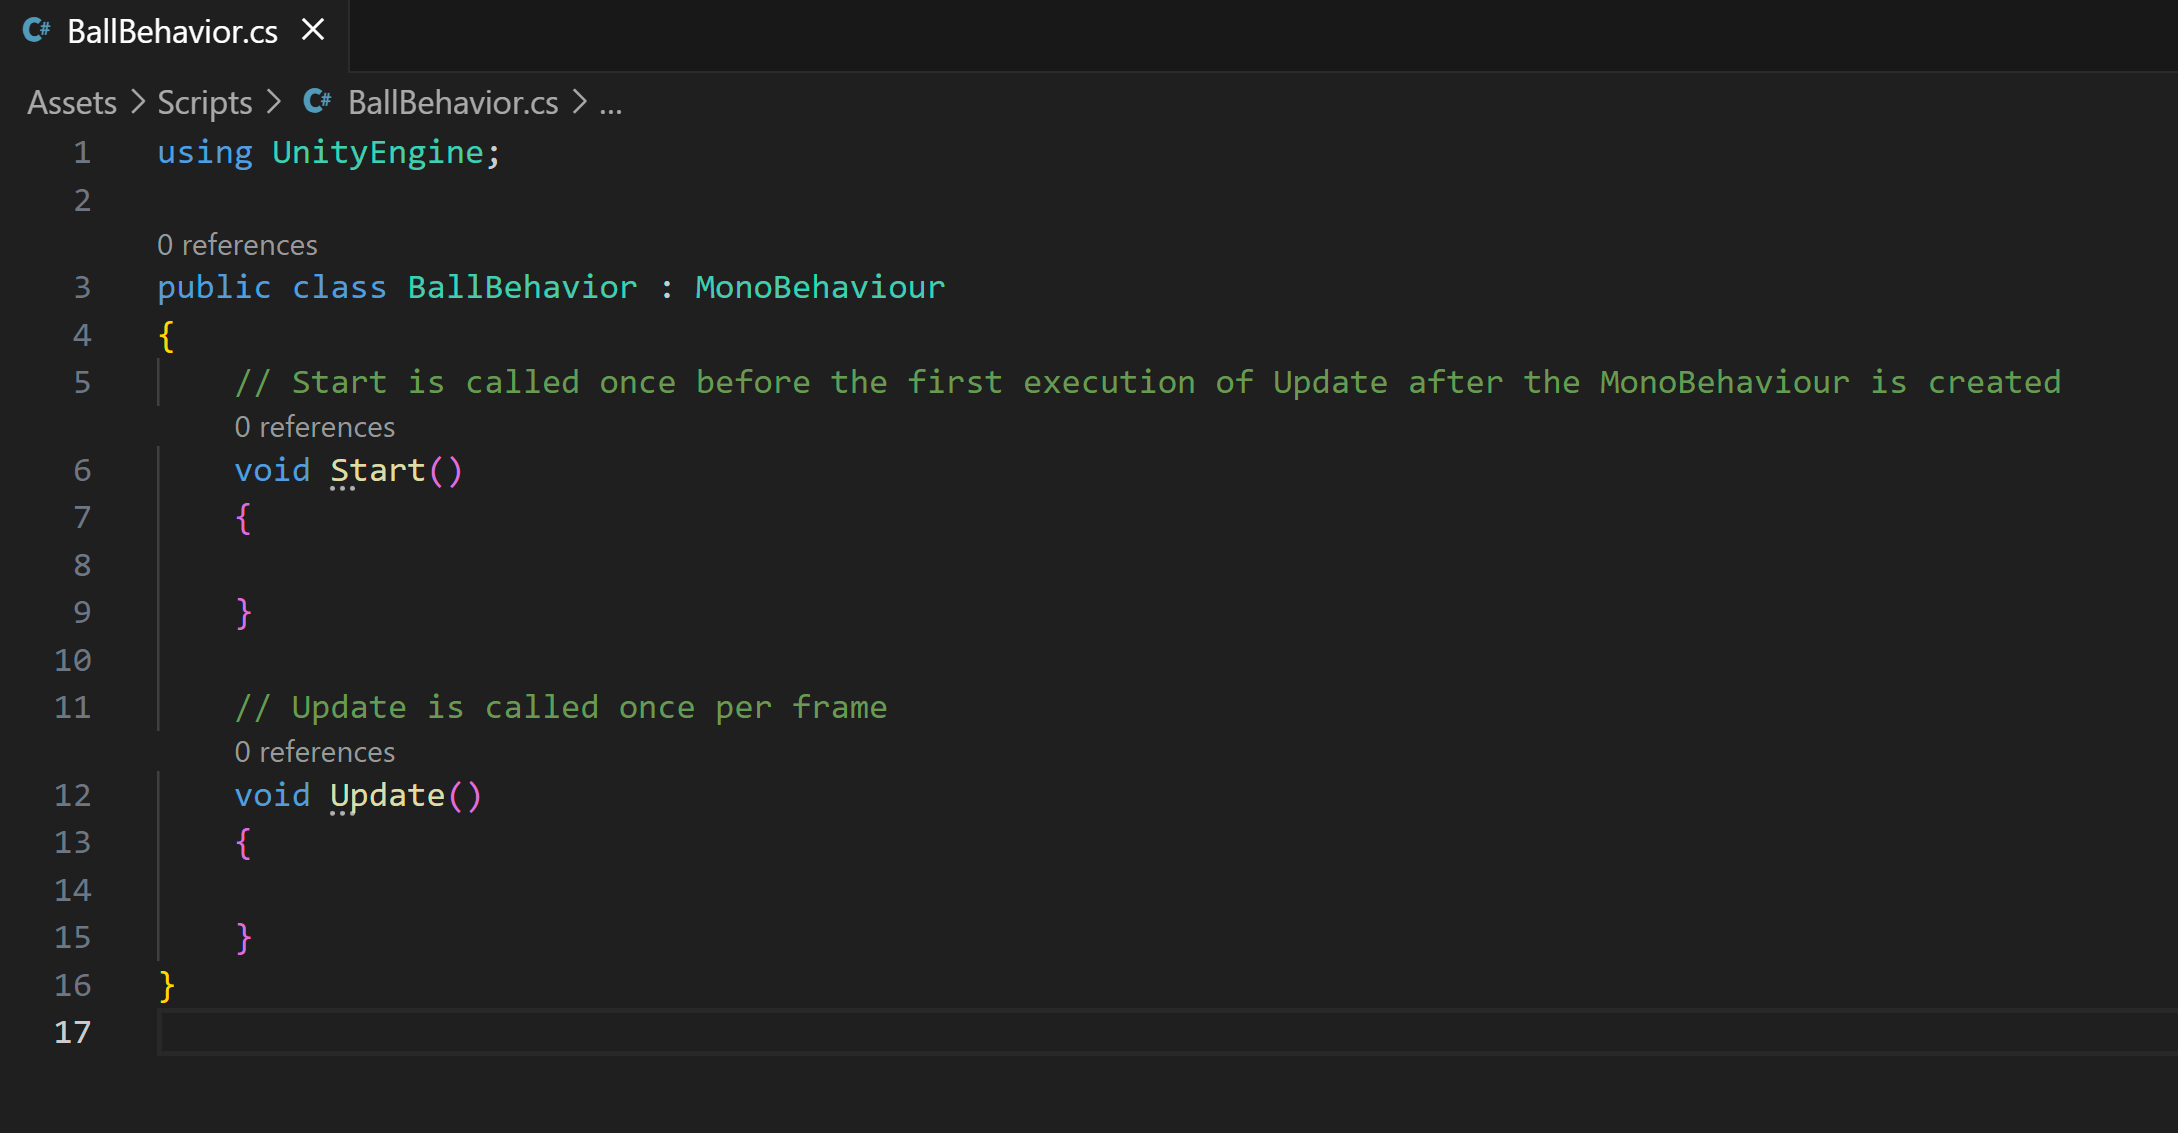 C# BallBehavior.cs
Assets > Scripts > C# BallBehavior.cs > ...
1 using UnityEngine;
2
0 references
3 public class BallBehavior : MonoBehaviour
4 {
5 // Start is called once before the first execution of Update after the MonoBehaviour is created
0 references
6 void Start()
7 {
8
9 }
10
11 // Update is called once per frame
0 references
12 void Update()
13 {
14
15 }
16 }
17